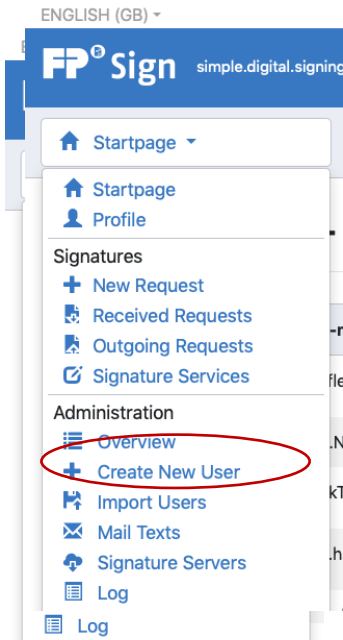 ENGLISH (GB)
FP Sign simple.digital.signing
Startpage
Startpage
Profile
Signatures
New Request
Received Requests
Outgoing Requests
Signature Services
Administration
Overview
Create New User
Import Users
Mail Texts
Signature Servers
Log
Log